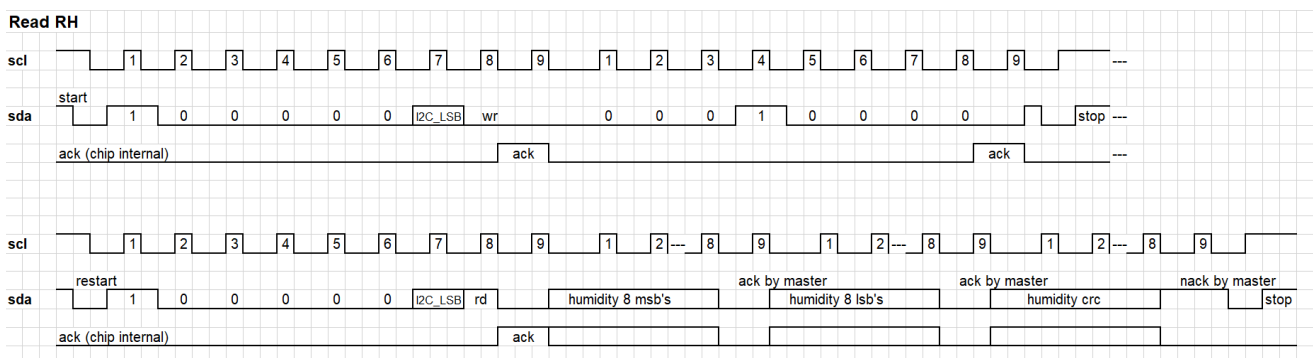 Read RH
scl 1 2 3 4 5 6 7 8 9 1 2 3 4 5 6 7 8 9 ---
start
sda 1 0 0 0 0 0 I2C_LSB wr 0 0 0 1 0 0 0 0 stop ---
ack (chip internal) ack ack ---
scl 1 2 3 4 5 6 7 8 9 1 2 --- 8 9 1 2 --- 8 9 1 2 --- 8 9
restart ack by master ack by master nack by master
sda 1 0 0 0 0 0 I2C_LSB rd humidity 8 msb's humidity 8 lsb's humidity crc stop
ack (chip internal) ack